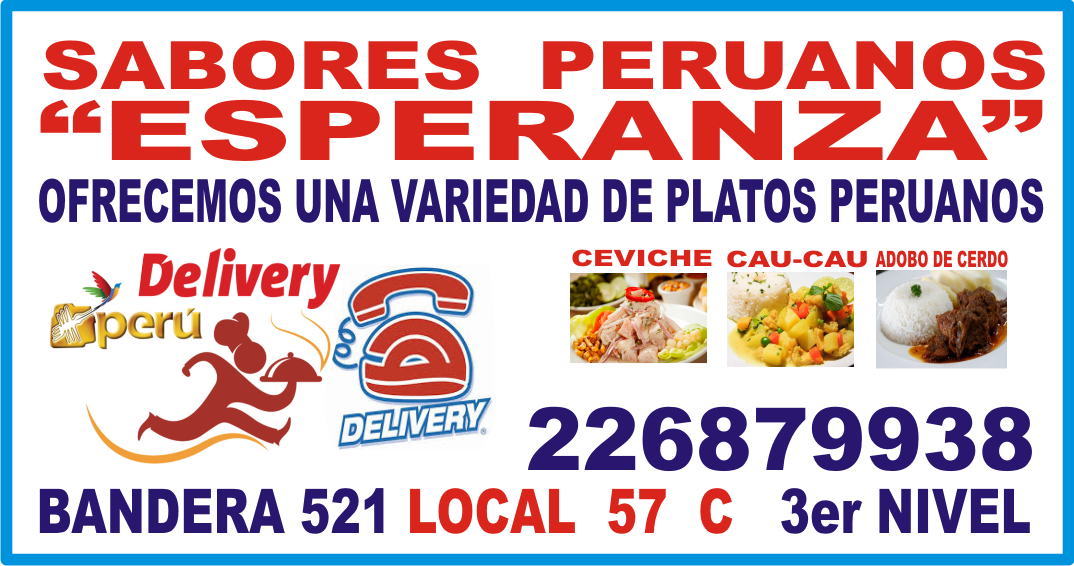 SABORES PERUANOS
“ESPERANZA”
OFRECEMOS UNA VARIEDAD DE PLATOS PERUANOS
Delivery
perú
DELIVERY
CEVICHE CAU-CAU ADOBO DE CERDO
226879938
BANDERA 521 LOCAL 57 C 3er NIVEL